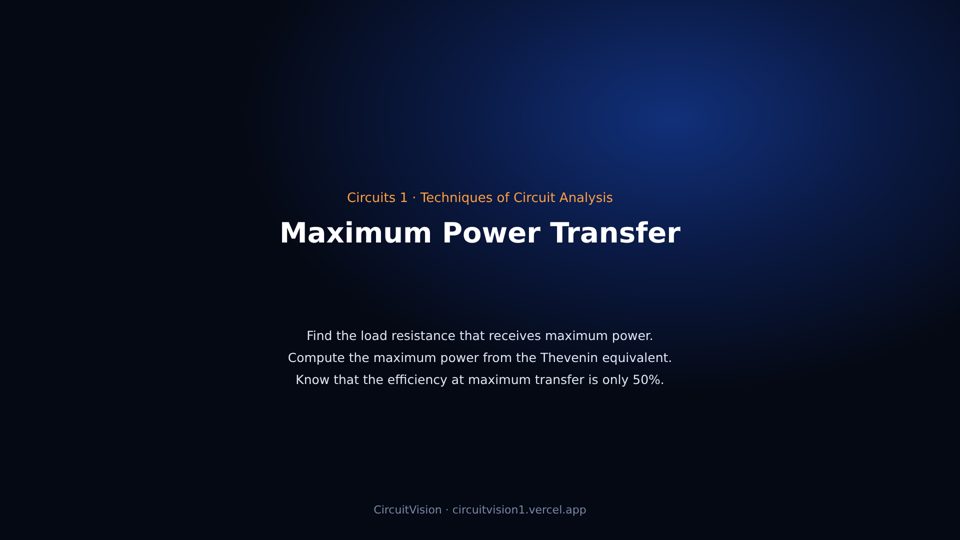 Circuits 1 · Techniques of Circuit Analysis
Maximum Power Transfer
Find the load resistance that receives maximum power.
Compute the maximum power from the Thevenin equivalent.
Know that the efficiency at maximum transfer is only 50%.
CircuitVision · circuitvision1.vercel.app